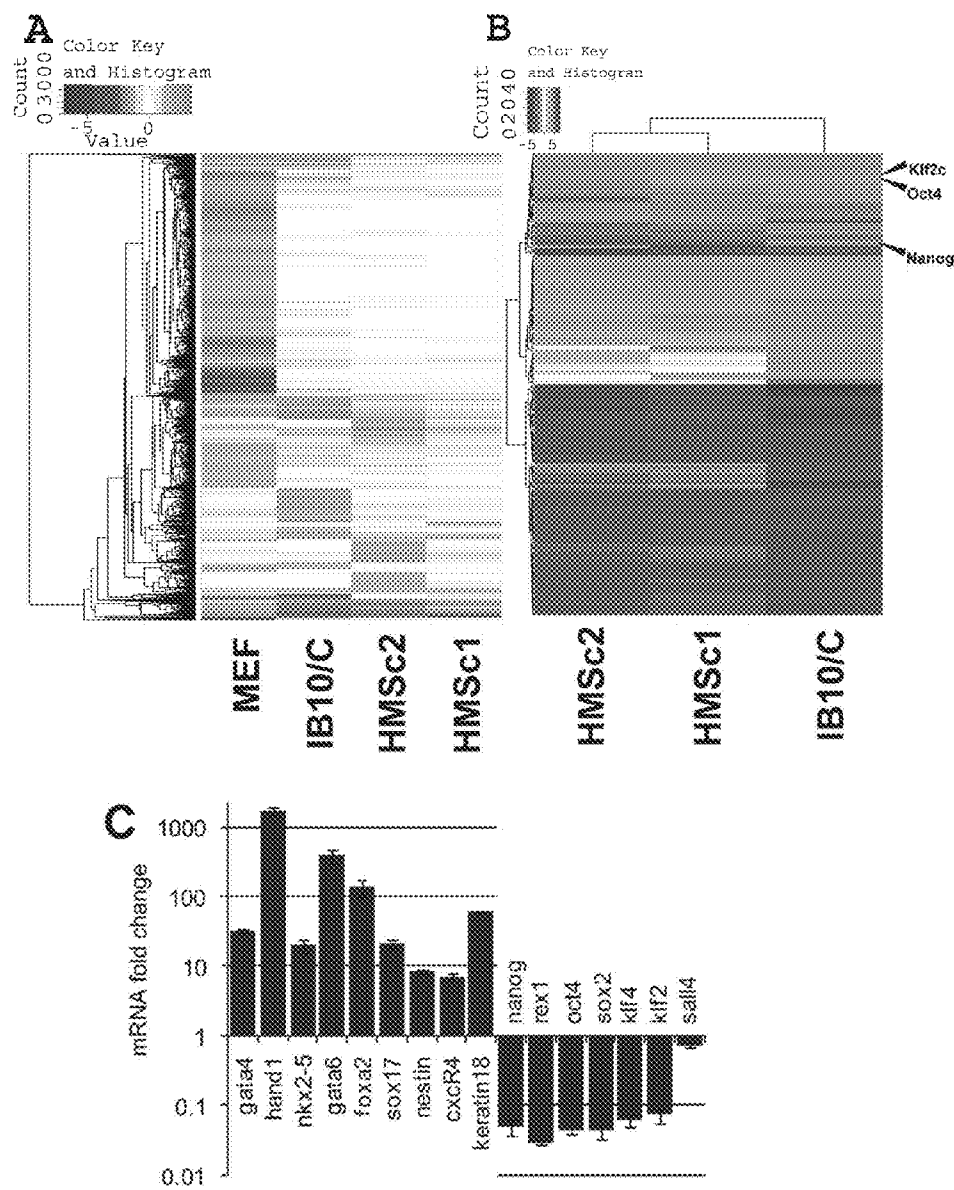 A
Color Key
and Histogram
Count
0 3000
-5 0
Value
MEF
IB10/C
HMSc2
HMSc1
B
Color Key
and Histogran
Count
0 20 40
-5 5
Klf2c
Oct4
Nanog
HMSc2
HMSc1
IB10/C
C
mRNA fold change
1000
100
10
1
0.1
0.01
gata4
hand1
nkx2-5
gata6
foxa2
sox17
nestin
cxcR4
keratin18
nanog
rex1
oct4
sox2
klf4
klf2
sall4